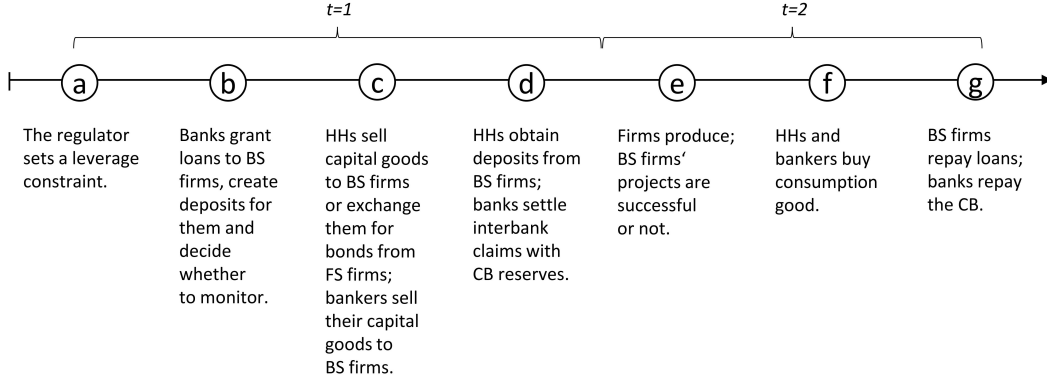 t=1
t=2
a
b
c
d
e
f
g
The regulator
sets a leverage
constraint.
Banks grant
loans to BS
firms, create
deposits for
them and
decide
whether
to monitor.
HHs sell
capital goods
to BS firms
or exchange
them for
bonds from
FS firms;
bankers sell
their capital
goods to
BS firms.
HHs obtain
deposits from
BS firms;
banks settle
interbank
claims with
CB reserves.
Firms produce;
BS firms‘
projects are
successful
or not.
HHs and
bankers buy
consumption
good.
BS firms
repay loans;
banks repay
the CB.